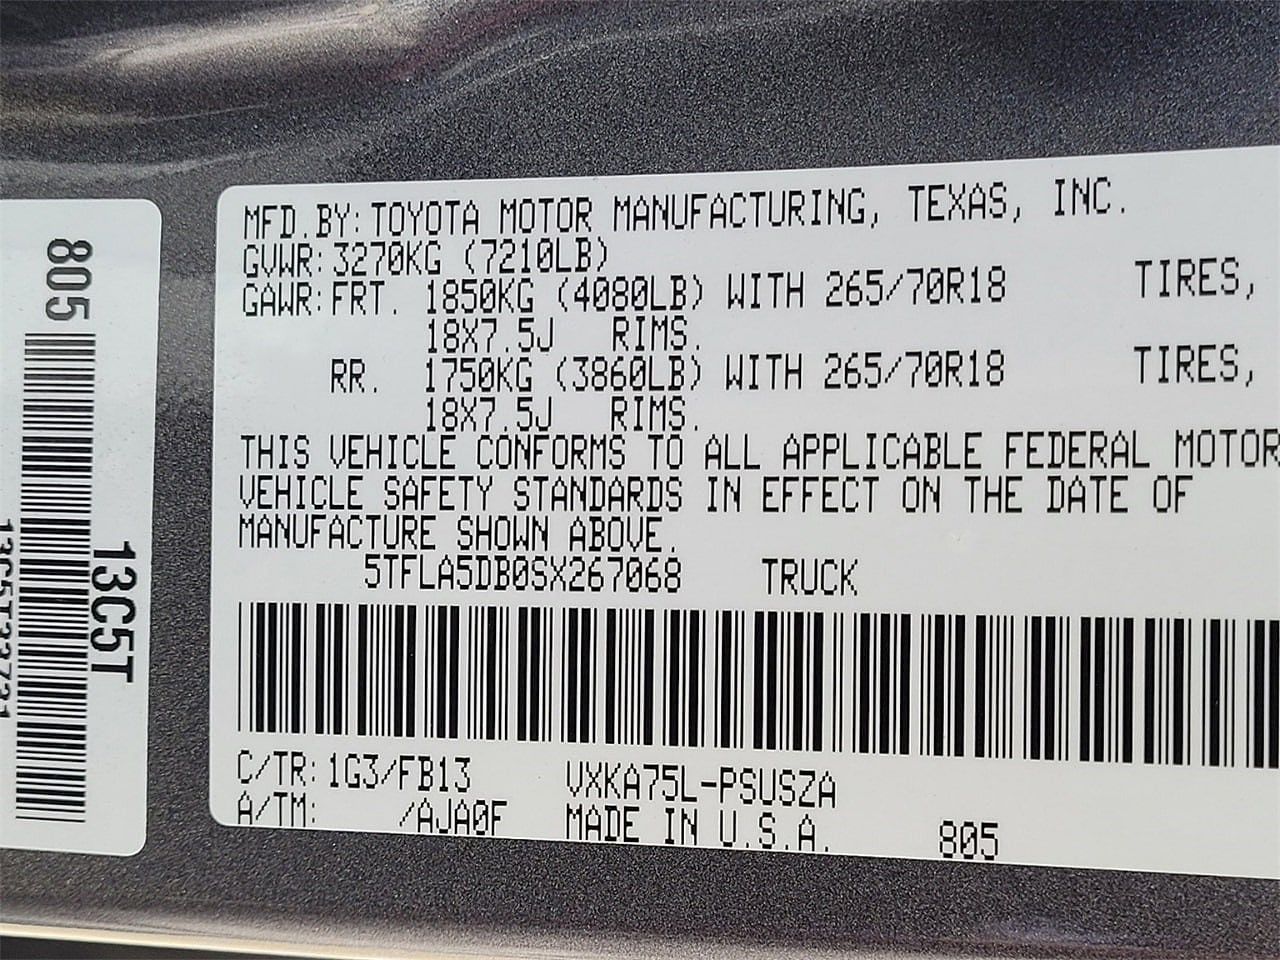 MFD.BY: TOYOTA MOTOR MANUFACTURING, TEXAS, INC.
GVWR: 3270KG (7210LB)
GAWR: FRT. 1850KG (4080LB) WITH 265/70R18 TIRES,
18X7.5J RIMS.
RR. 1750KG (3860LB) WITH 265/70R18 TIRES,
18X7.5J RIMS.
THIS VEHICLE CONFORMS TO ALL APPLICABLE FEDERAL MOTOR
VEHICLE SAFETY STANDARDS IN EFFECT ON THE DATE OF
MANUFACTURE SHOWN ABOVE.
5TFLA5DB0SX267068 TRUCK
C/TR: 1G3/FB13 VXKA75L-PSUSZA
A/TM: /AJA0F MADE IN U.S.A. 805
805
13C5T